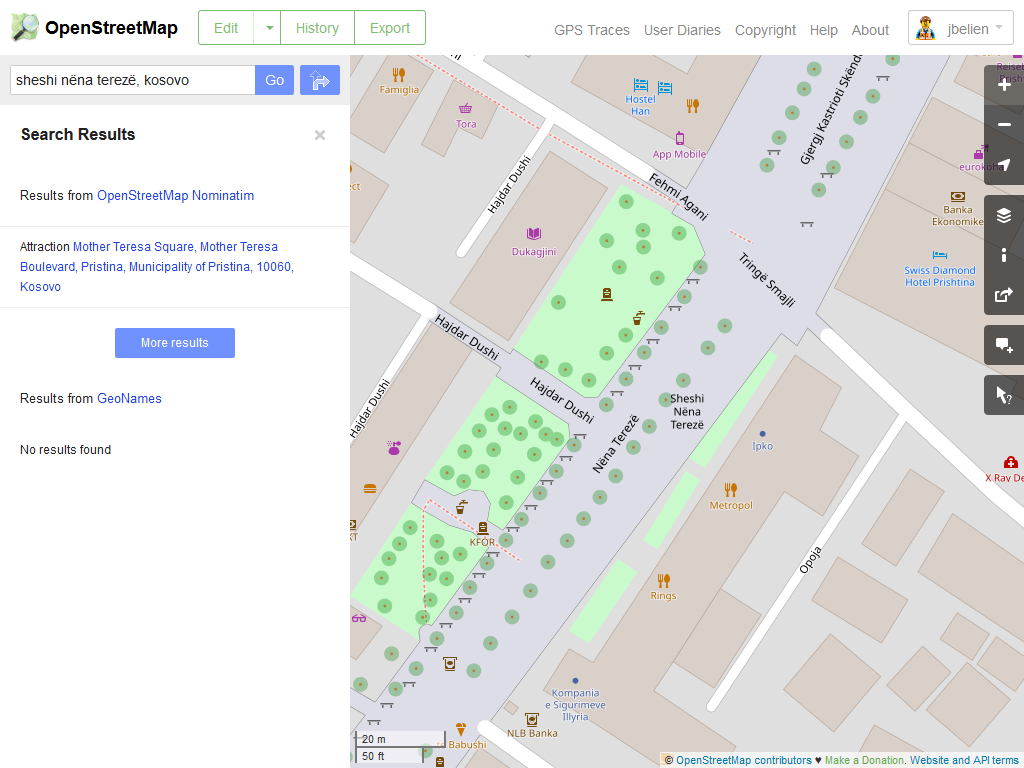 OpenStreetMap
Edit
History
Export
GPS Traces
User Diaries
Copyright
Help
About
jbelien
sheshi nëna terezë, kosovo
Go
Search Results
Results from OpenStreetMap Nominatim
Attraction Mother Teresa Square, Mother Teresa
Boulevard, Pristina, Municipality of Pristina, 10060,
Kosovo
More results
Results from GeoNames
No results found
Famiglia
Tora
Hostel
Han
App Mobile
Gjergj Kastrioti Skënd
Prish
eurokoh
Banka
Ekonomike
Swiss Diamond
Hotel Prishtina
Hajdar Dushi
Fehmi Agani
Dukagjini
Tringë Smajli
Hajdar Dushi
Hajdar Dushi
Hajdar Dushi
Sheshi
Nëna
Terezë
Nëna Terezë
Ipko
X Ray De
Metropol
KFOR
Opoja
Rings
Kompania
e Sigurimeve
Illyria
NLB Banka
Babushi
20 m
50 ft
© OpenStreetMap contributors ♥ Make a Donation. Website and API terms